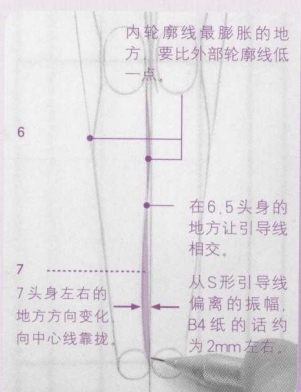 内轮廓线最膨胀的地
方，要比外部轮廓线低
一点。
6
在6.5头身的
地方让引导线
相交。
7
7头身左右的
地方方向变化
向中心线靠拢。
从S形引导线
偏离的振幅，
B4纸的话约
为2mm左右。